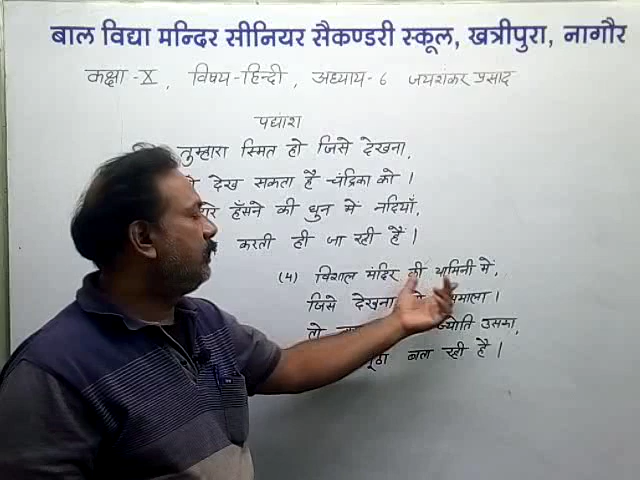 बाल विद्या मन्दिर सीनियर सैकण्डरी स्कूल, खत्रीपुरा, नागौर
कक्षा - X, विषय - हिन्दी, अध्याय - 6 जयशंकर प्रसाद
पद्यांश
तुम्हारा स्मित हो जिसे देखना,
देख सकता है चंद्रिका को ।
हँसने की धुन में नदियाँ,
करती ही जा रही हैं ।
(4) विशाल मंदिर की यामिनी में,
जिसे देखना
उसका,
बल रही है ।